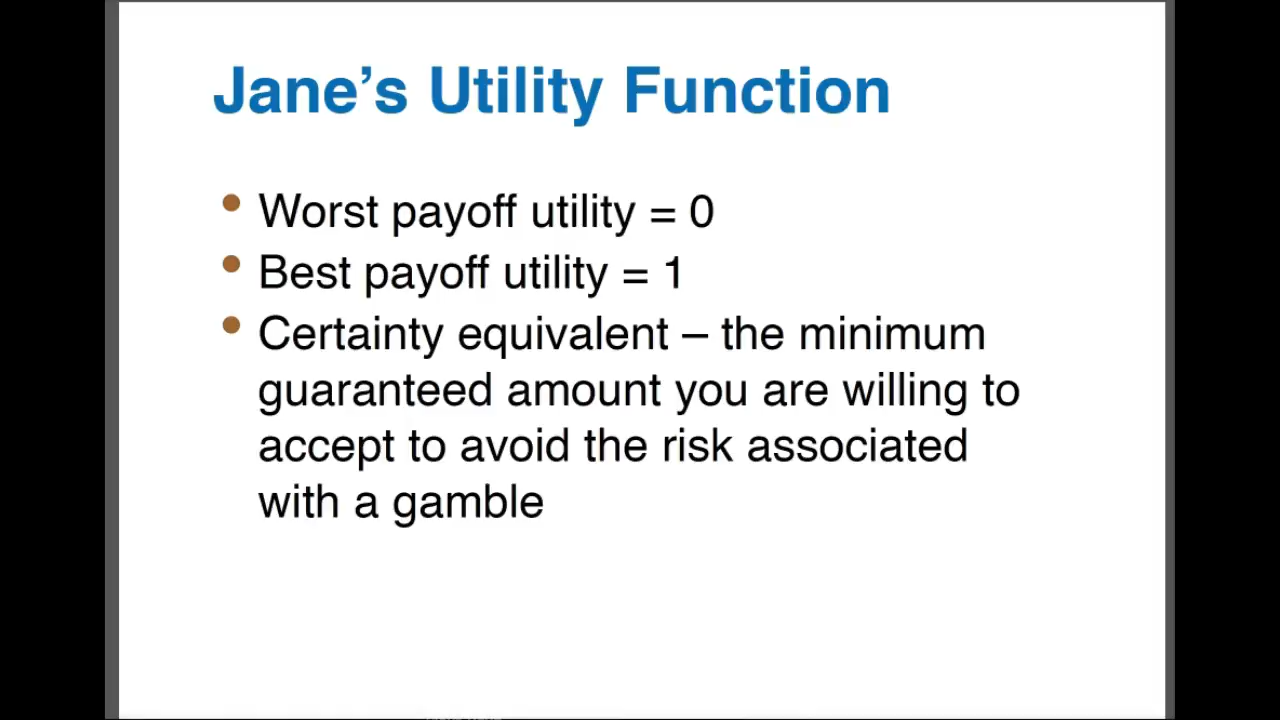 Jane’s Utility Function
• Worst payoff utility = 0
• Best payoff utility = 1
• Certainty equivalent – the minimum
guaranteed amount you are willing to
accept to avoid the risk associated
with a gamble